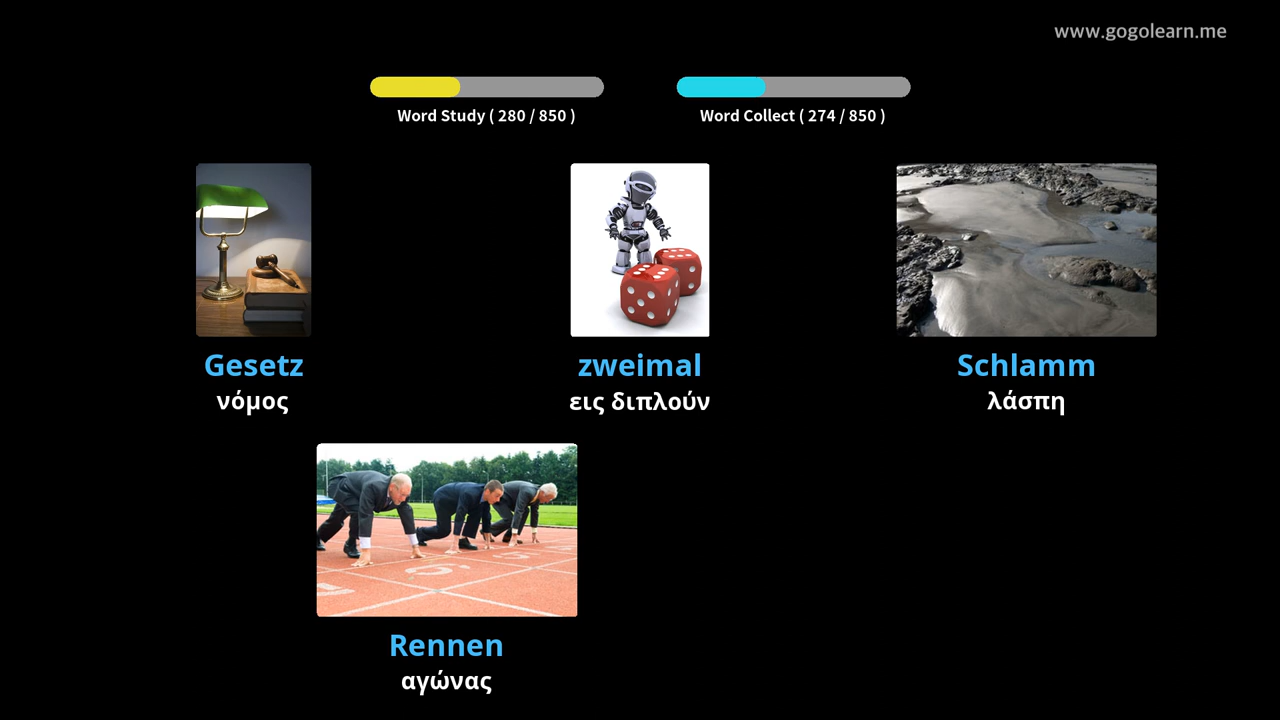 www.gogolearn.me
Word Study ( 280 / 850 )
Word Collect ( 274 / 850 )
Gesetz
νόμος
zweimal
εις διπλούν
Schlamm
λάσπη
Rennen
αγώνας